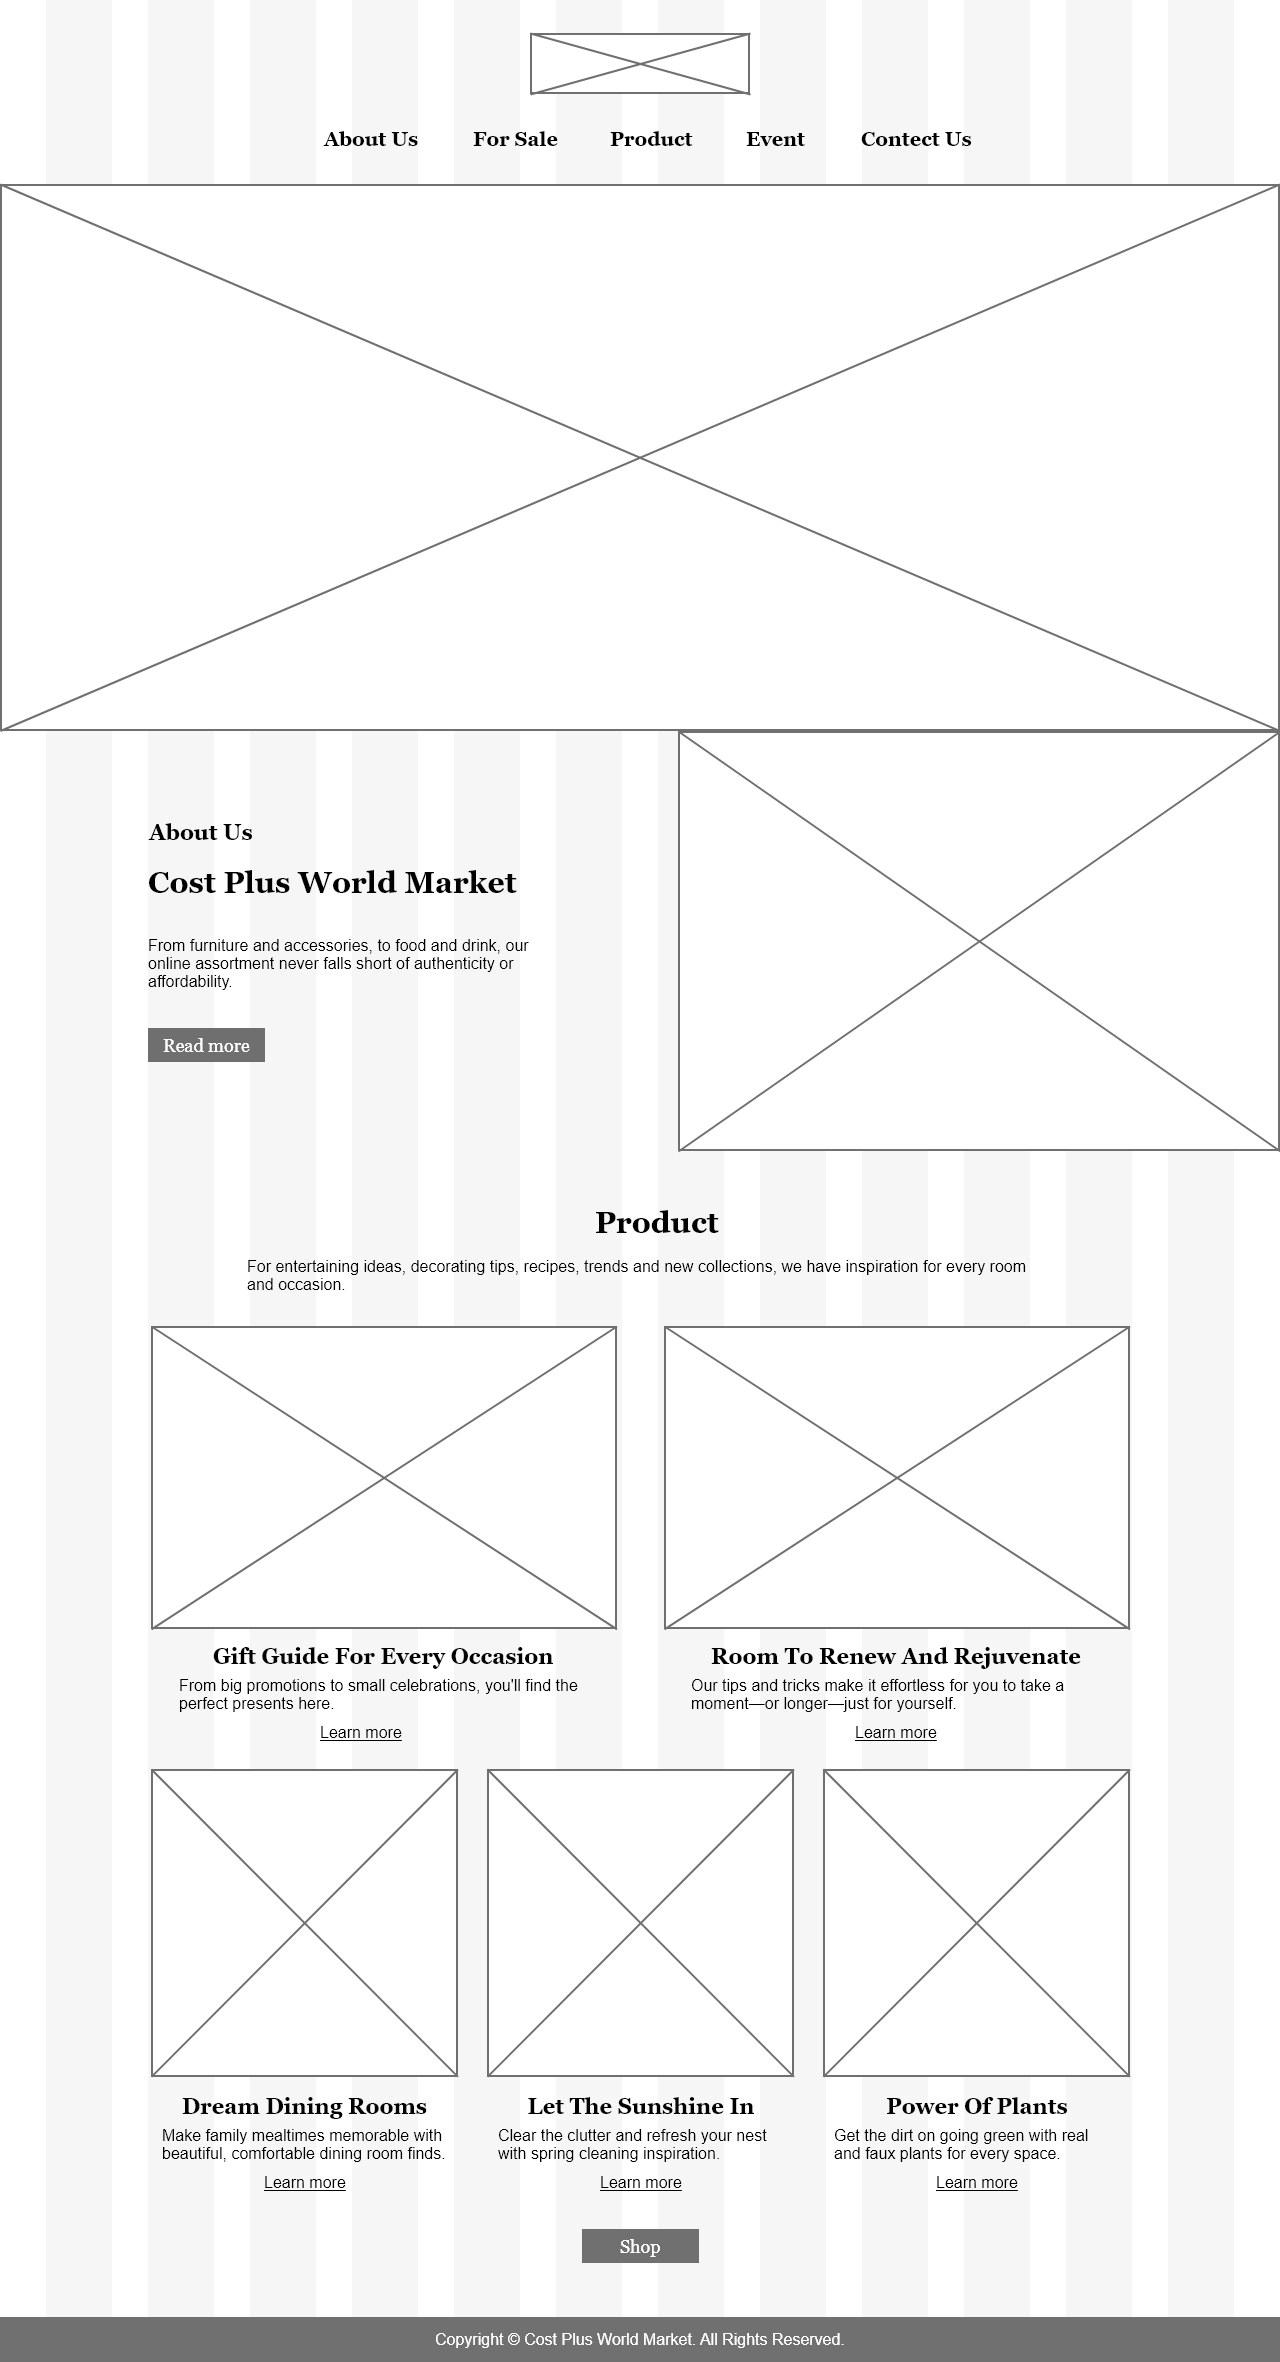 About Us For Sale Product Event Contect Us
About Us
Cost Plus World Market
From furniture and accessories, to food and drink, our
online assortment never falls short of authenticity or
affordability.
Read more
Product
For entertaining ideas, decorating tips, recipes, trends and new collections, we have inspiration for every room
and occasion.
Gift Guide For Every Occasion
From big promotions to small celebrations, you'll find the
perfect presents here.
Learn more
Room To Renew And Rejuvenate
Our tips and tricks make it effortless for you to take a
moment—or longer—just for yourself.
Learn more
Dream Dining Rooms
Make family mealtimes memorable with
beautiful, comfortable dining room finds.
Learn more
Let The Sunshine In
Clear the clutter and refresh your nest
with spring cleaning inspiration.
Learn more
Power Of Plants
Get the dirt on going green with real
and faux plants for every space.
Learn more
Shop
Copyright © Cost Plus World Market. All Rights Reserved.